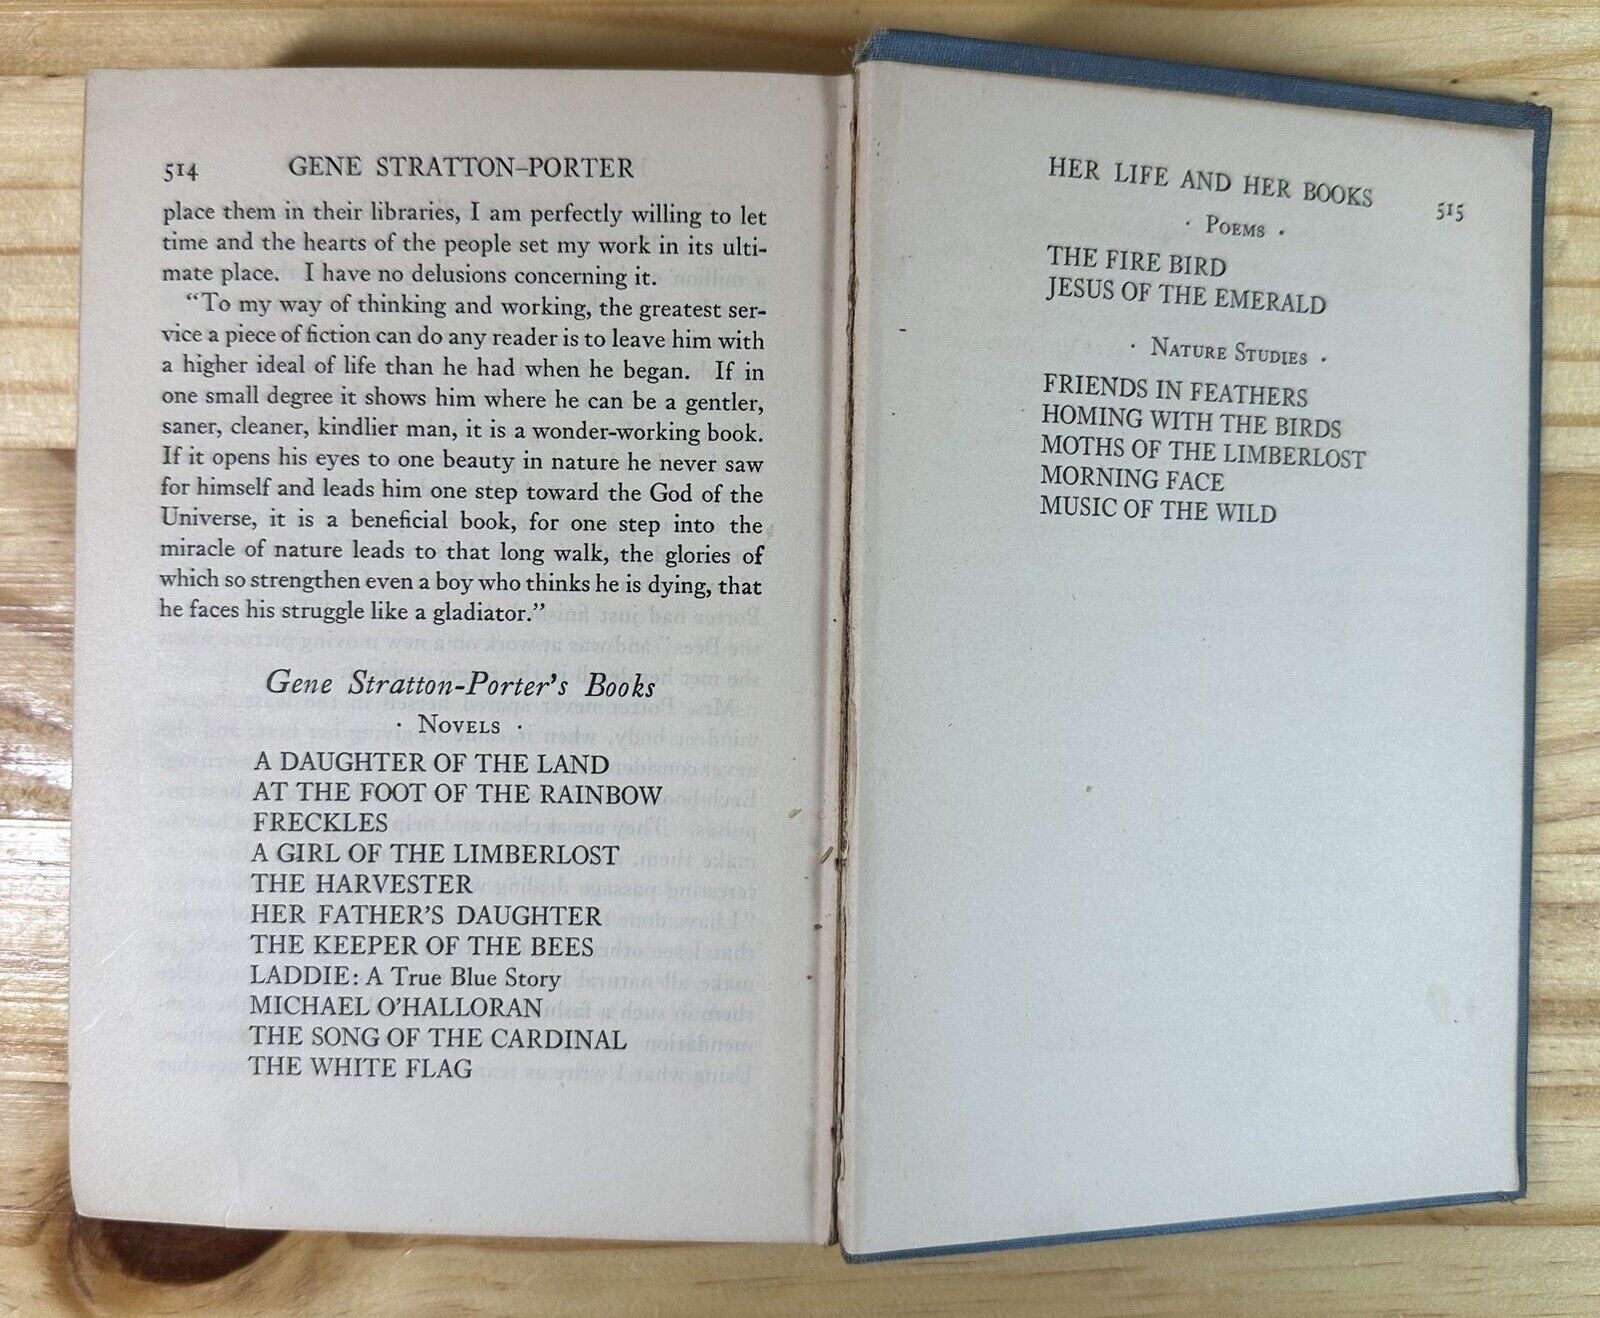 514 GENE STRATTON-PORTER
place them in their libraries, I am perfectly willing to let
time and the hearts of the people set my work in its ulti-
mate place. I have no delusions concerning it.
"To my way of thinking and working, the greatest ser-
vice a piece of fiction can do any reader is to leave him with
a higher ideal of life than he had when he began. If in
one small degree it shows him where he can be a gentler,
saner, cleaner, kindlier man, it is a wonder-working book.
If it opens his eyes to one beauty in nature he never saw
for himself and leads him one step toward the God of the
Universe, it is a beneficial book, for one step into the
miracle of nature leads to that long walk, the glories of
which so strengthen even a boy who thinks he is dying, that
he faces his struggle like a gladiator."
Gene Stratton-Porter's Books
· NOVELS ·
A DAUGHTER OF THE LAND
AT THE FOOT OF THE RAINBOW
FRECKLES
A GIRL OF THE LIMBERLOST
THE HARVESTER
HER FATHER'S DAUGHTER
THE KEEPER OF THE BEES
LADDIE: A True Blue Story
MICHAEL O'HALLORAN
THE SONG OF THE CARDINAL
THE WHITE FLAG
HER LIFE AND HER BOOKS 515
· POEMS ·
THE FIRE BIRD
JESUS OF THE EMERALD
· NATURE STUDIES ·
FRIENDS IN FEATHERS
HOMING WITH THE BIRDS
MOTHS OF THE LIMBERLOST
MORNING FACE
MUSIC OF THE WILD